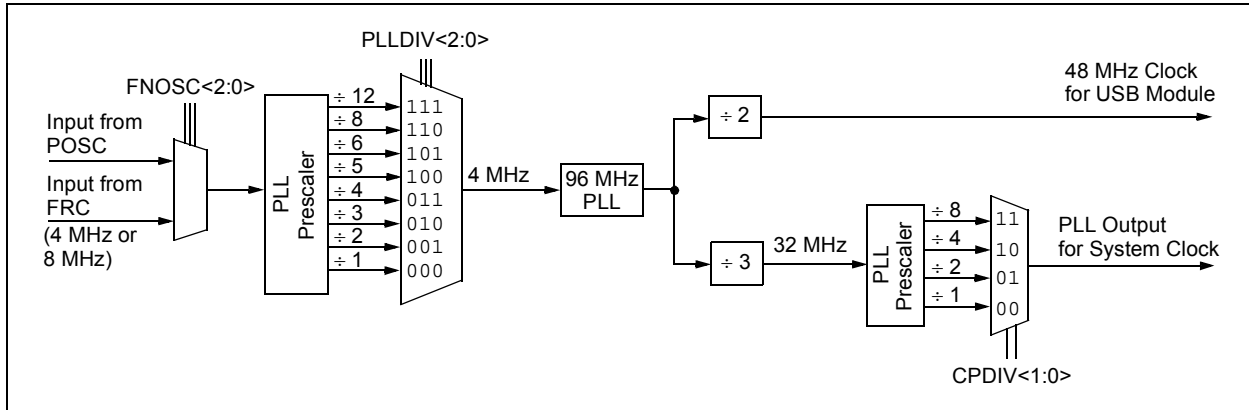 PLLDIV<2:0>
FNOSC<2:0>
Input from
POSC
Input from
FRC
(4 MHz or
8 MHz)
PLL
Prescaler
÷ 12
÷ 8
÷ 6
÷ 5
÷ 4
÷ 3
÷ 2
÷ 1
111
110
101
100
011
010
001
000
4 MHz
96 MHz
PLL
÷ 2
48 MHz Clock
for USB Module
÷ 3
32 MHz
PLL
Prescaler
÷ 8
÷ 4
÷ 2
÷ 1
11
10
01
00
PLL Output
for System Clock
CPDIV<1:0>